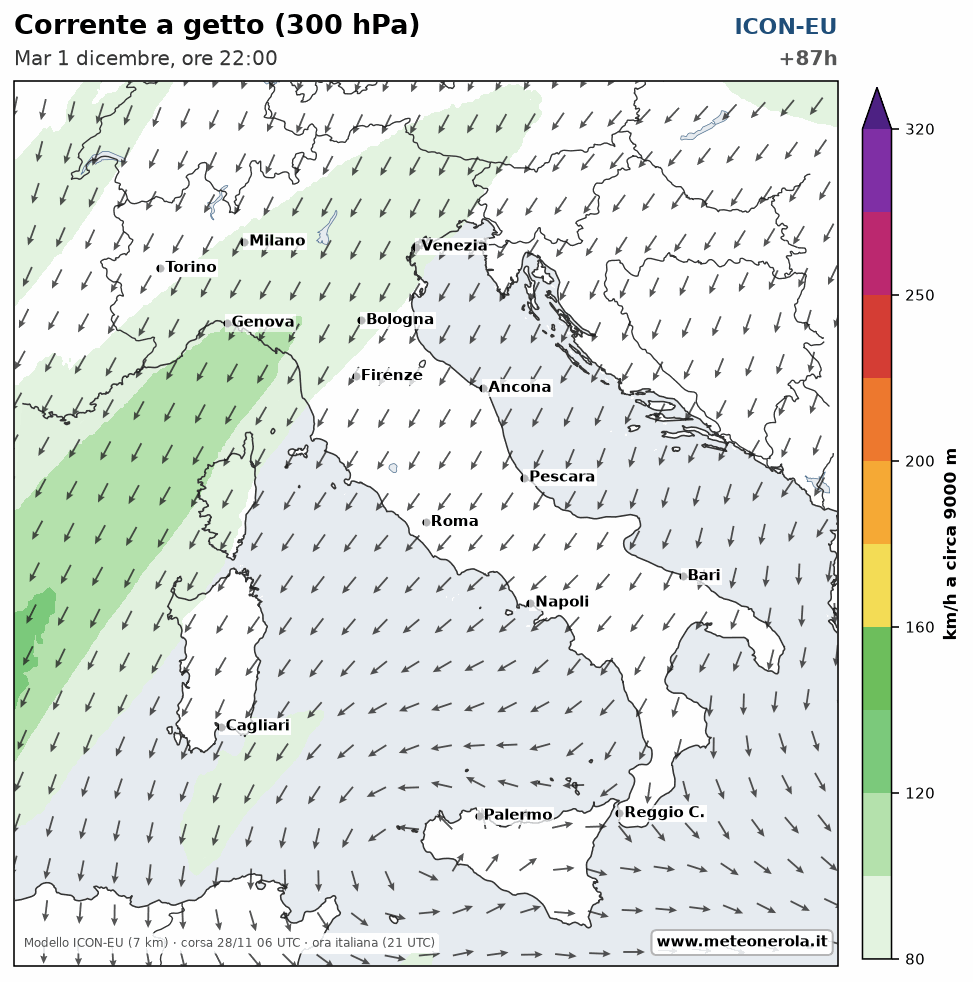 Corrente a getto (300 hPa)
ICON-EU
Mar 1 dicembre, ore 22:00
+87h
320
Milano
Venezia
Torino
250
Genova
Bologna
Firenze
Ancona
200
Pescara
Roma
km/h a circa 9000 m
Bari
Napoli
160
Cagliari
120
Palermo
Reggio C.
Modello ICON-EU (7 km) · corsa 28/11 06 UTC · ora italiana (21 UTC)
www.meteonerola.it
80